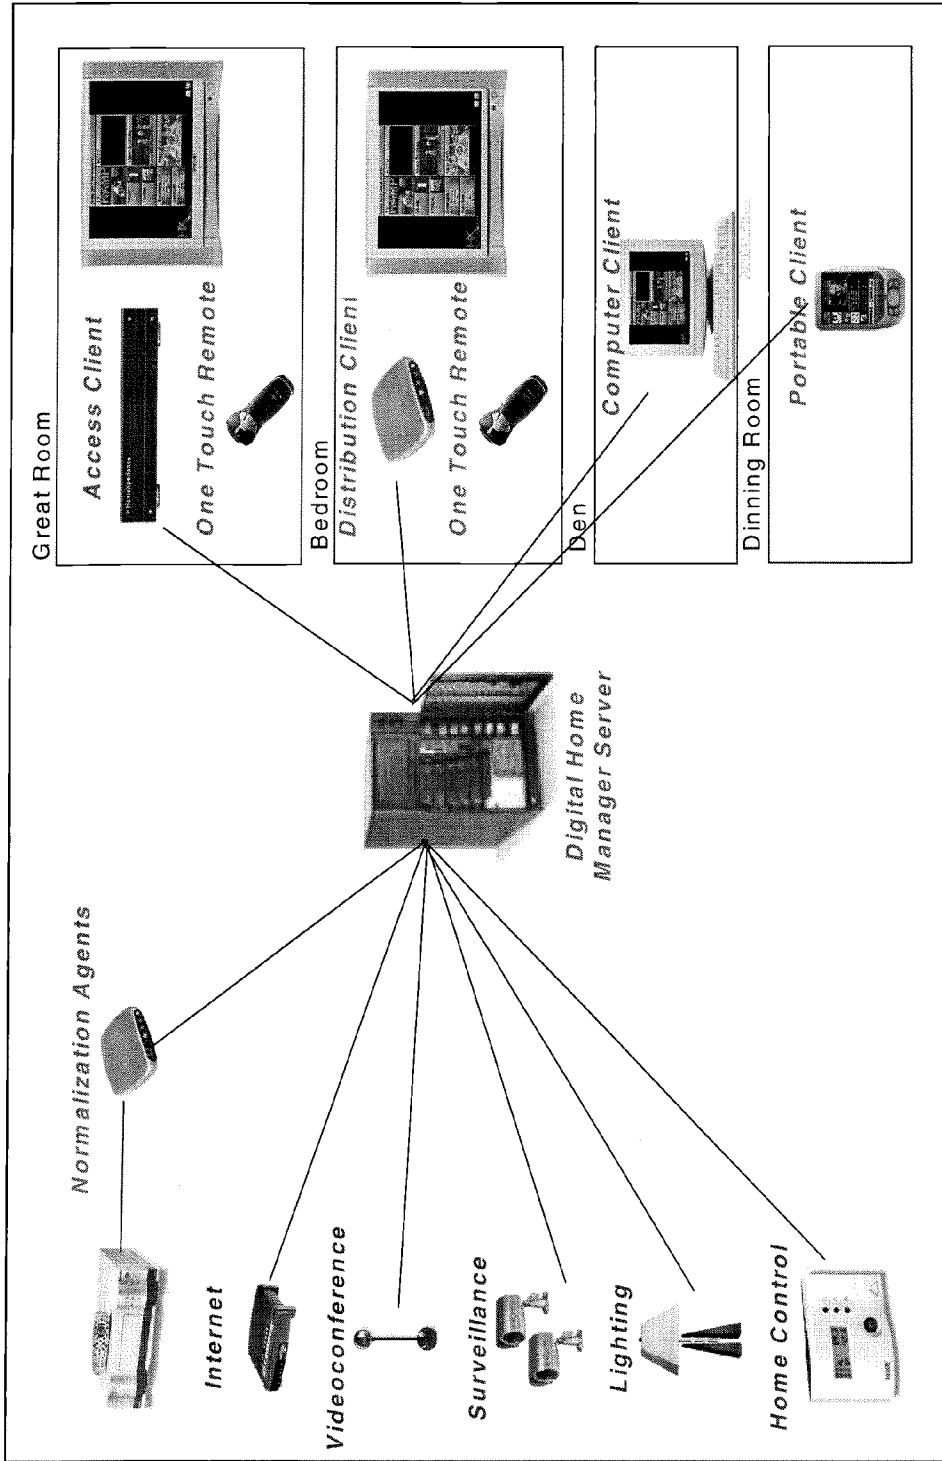 Normalization Agents
Internet
Videoconference
Surveillance
Lighting
Home Control
Digital Home
Manager Server
Great Room
Access Client
One Touch Remote
Bedroom
Distribution Client
One Touch Remote
Den
Computer Client
Dinning Room
Portable Client